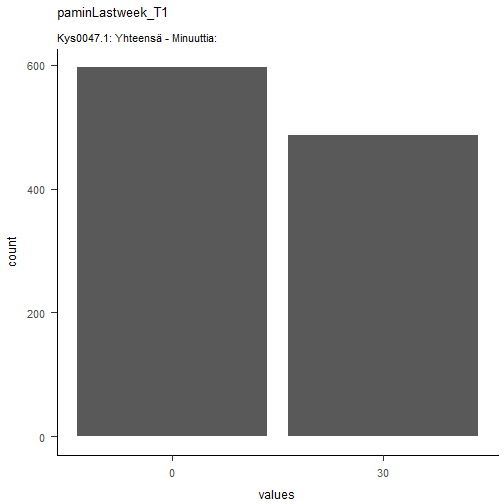 paminLastweek_T1
Kys0047.1: Yhteensä - Minuuttia:
600
400
200
0
count
0 30
values